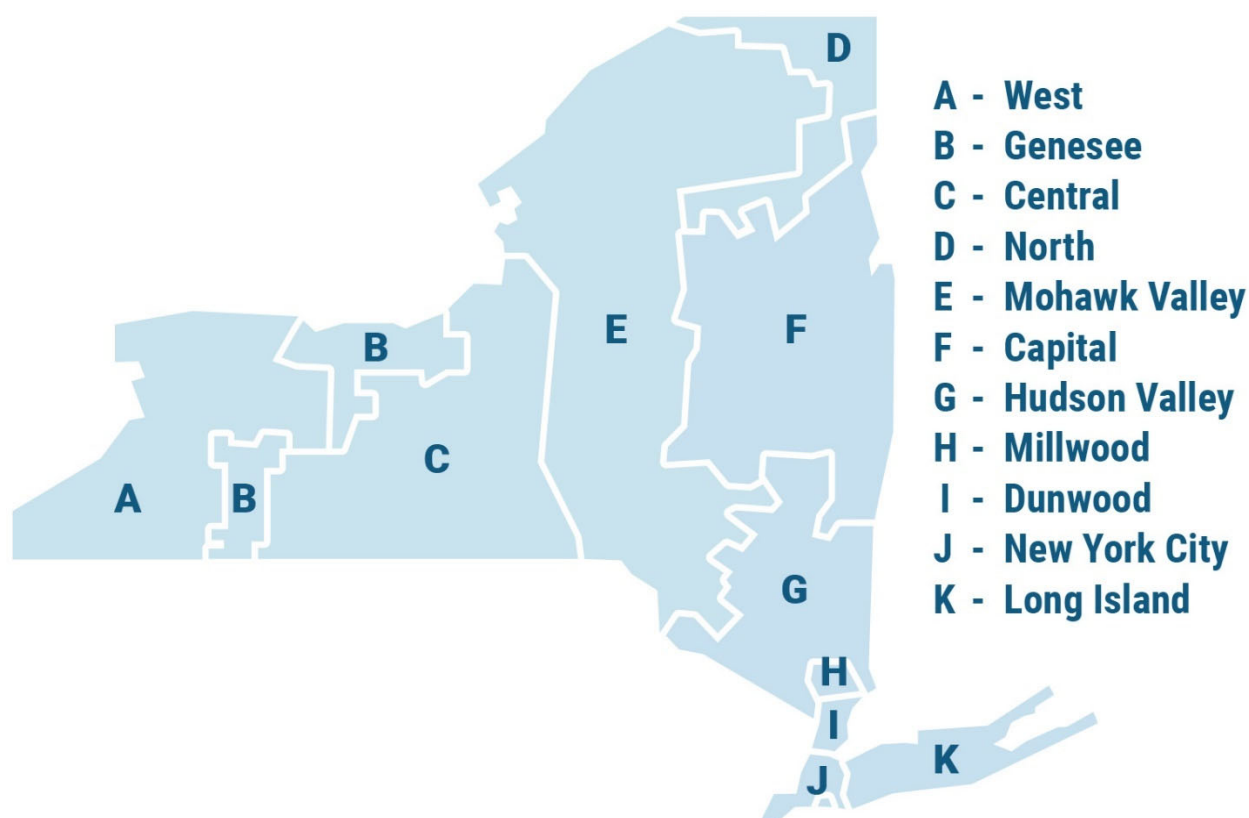 D
A - West
B - Genesee
C - Central
D - North
E - Mohawk Valley
F - Capital
G - Hudson Valley
H - Millwood
I - Dunwood
J - New York City
K - Long Island
E
F
B
C
A
B
G
H
I
K
J